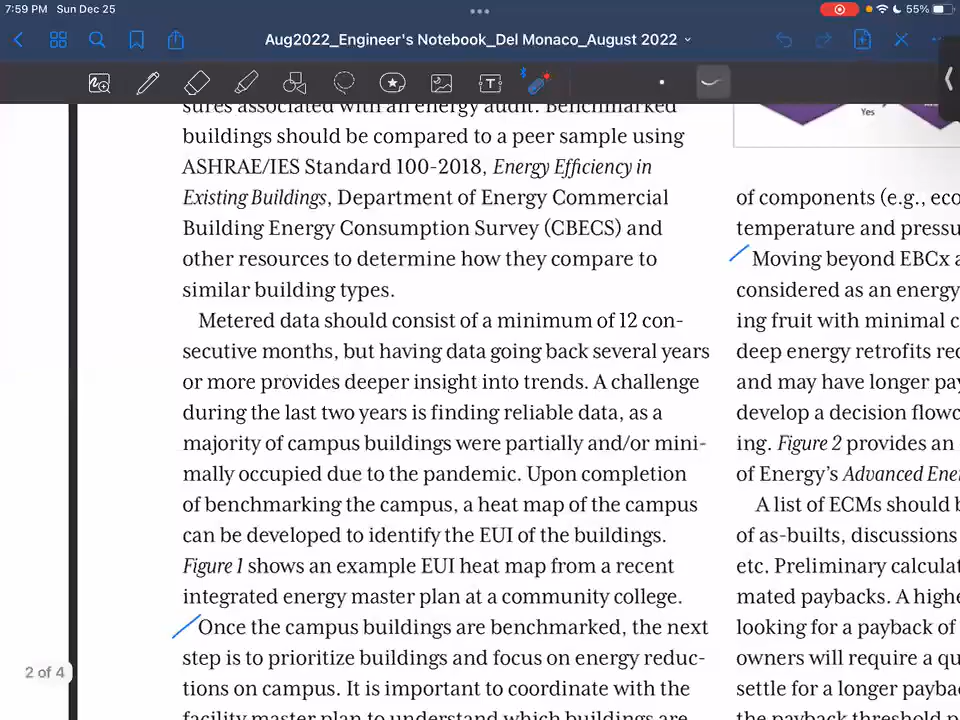 7:59 PM Sun Dec 25
55%
Aug2022_Engineer's Notebook_Del Monaco_August 2022
sures associated with an energy audit. Benchmarked
buildings should be compared to a peer sample using
ASHRAE/IES Standard 100-2018, Energy Efficiency in
Existing Buildings, Department of Energy Commercial
Building Energy Consumption Survey (CBECS) and
other resources to determine how they compare to
similar building types.
Metered data should consist of a minimum of 12 con-
secutive months, but having data going back several years
or more provides deeper insight into trends. A challenge
during the last two years is finding reliable data, as a
majority of campus buildings were partially and/or mini-
mally occupied due to the pandemic. Upon completion
of benchmarking the campus, a heat map of the campus
can be developed to identify the EUI of the buildings.
Figure 1 shows an example EUI heat map from a recent
integrated energy master plan at a community college.
Once the campus buildings are benchmarked, the next
step is to prioritize buildings and focus on energy reduc-
tions on campus. It is important to coordinate with the
facility master plan to understand which buildings are
2 of 4
Yes
of components (e.g., eco
temperature and pressu
Moving beyond EBCx a
considered as an energy
ing fruit with minimal c
deep energy retrofits req
and may have longer pay
develop a decision flowc
ing. Figure 2 provides an
of Energy's Advanced Ener
A list of ECMs should b
of as-builts, discussions
etc. Preliminary calculat
mated paybacks. A highe
looking for a payback of
owners will require a qu
settle for a longer payba
the payback threshold